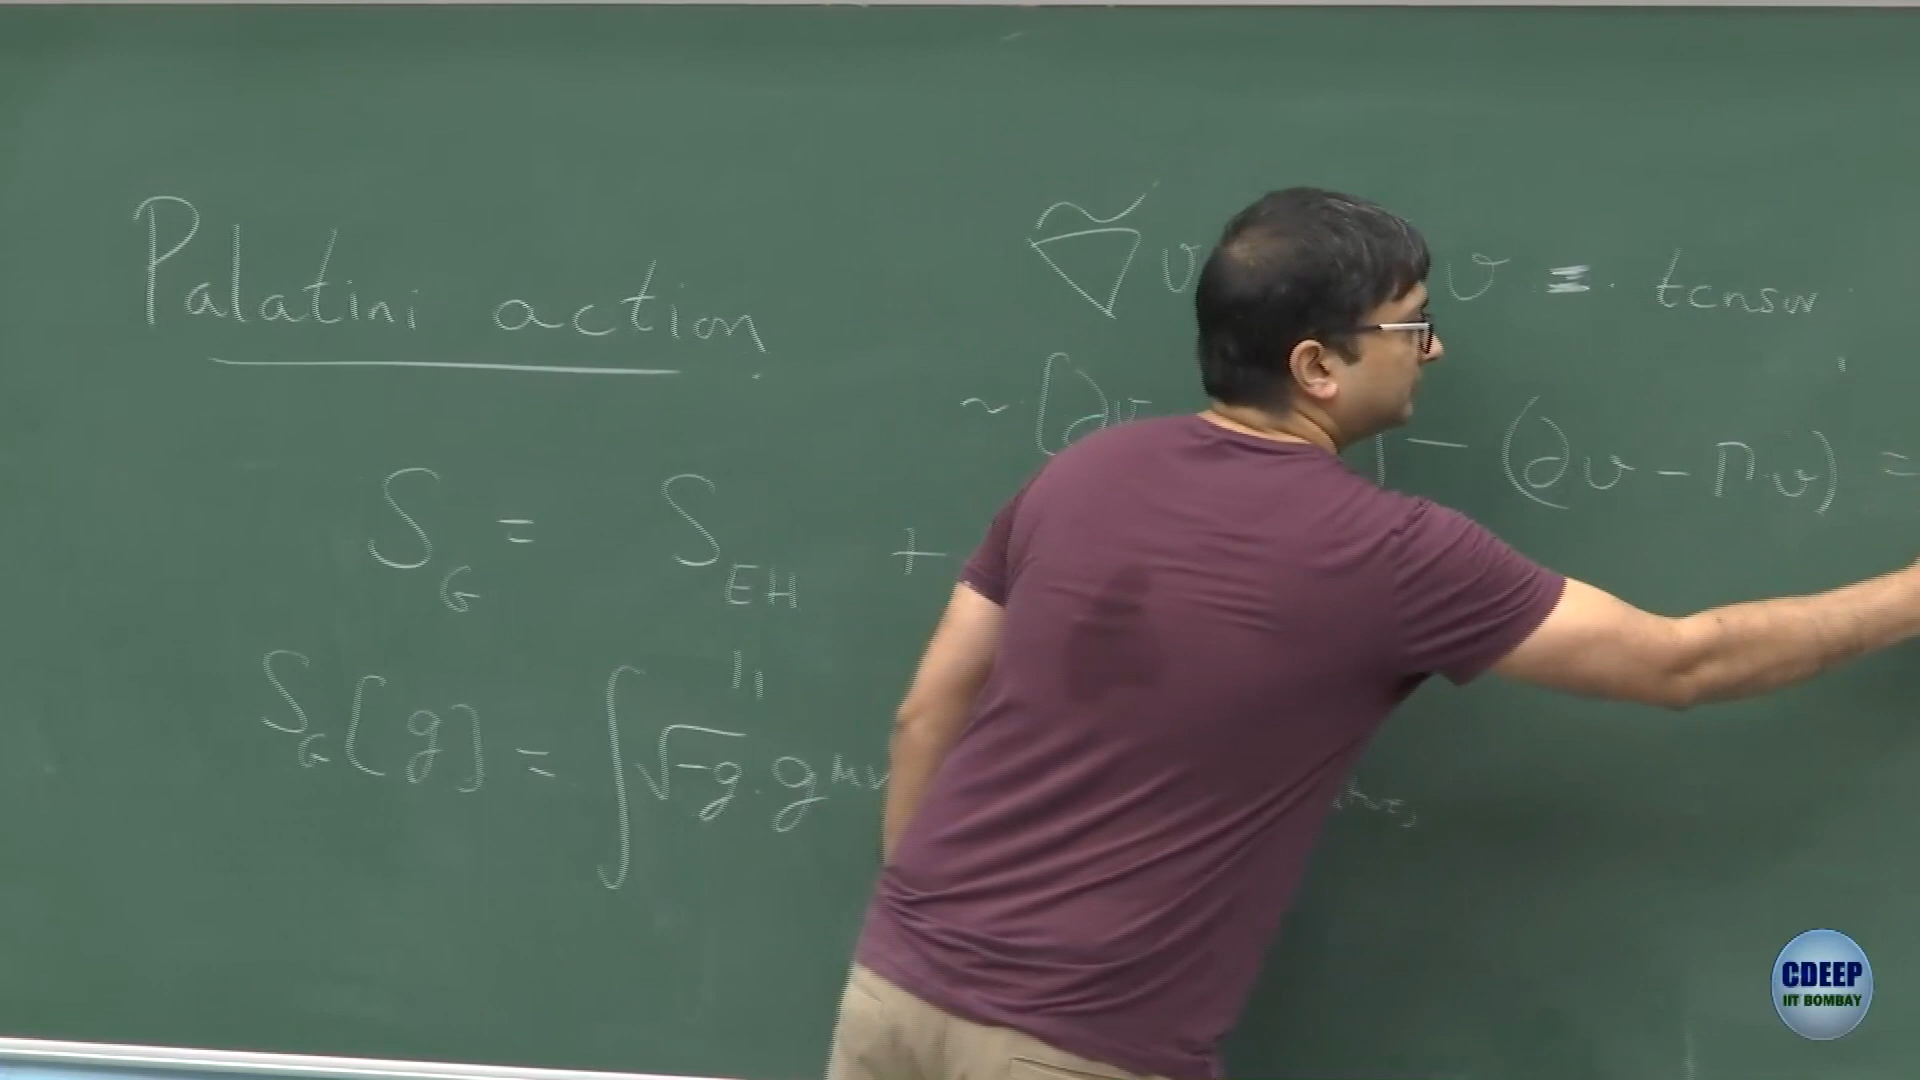 Palatini action
S_G = S_EH +
S_G[g] = ∫ √-g g^μν
∇̃ v v = tensor
~ [∂v - (∂v - Γ v) =
CDEEP
IIT BOMBAY